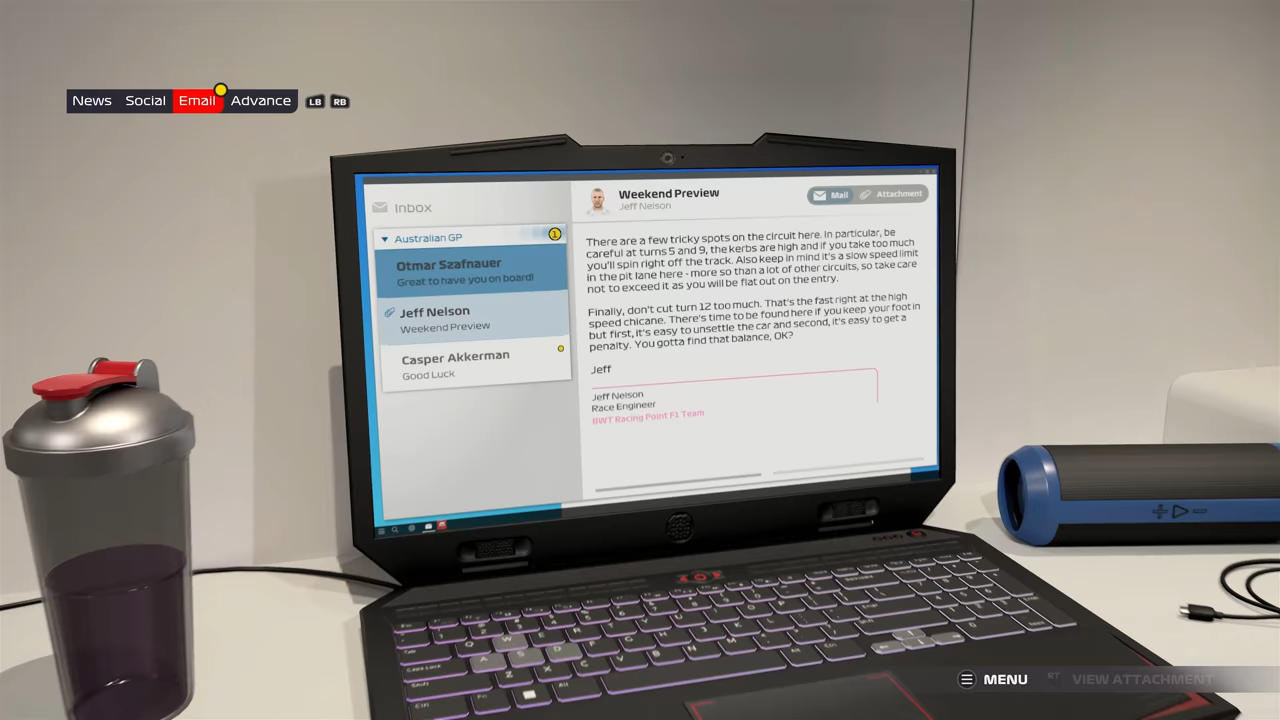 News Social Email Advance LB RB
Inbox
Australian GP 1
Otmar Szafnauer
Great to have you on board!
Jeff Nelson
Weekend Preview
Casper Akkerman
Good Luck
Weekend Preview
Jeff Nelson
Mail Attachment
There are a few tricky spots on the circuit here. In particular, be
careful at turns 5 and 9, the kerbs are high and if you take too much
you'll spin right off the track. Also keep in mind it's a slow speed limit
in the pit lane here - more so than a lot of other circuits, so take care
not to exceed it as you will be flat out on the entry.
Finally, don't cut turn 12 too much. That's the fast right at the high
speed chicane. There's time to be found here if you keep your foot in
but first, it's easy to unsettle the car and second, it's easy to get a
penalty. You gotta find that balance, OK?
Jeff
Jeff Nelson
Race Engineer
BWT Racing Point F1 Team
MENU RT VIEW ATTACHMENT